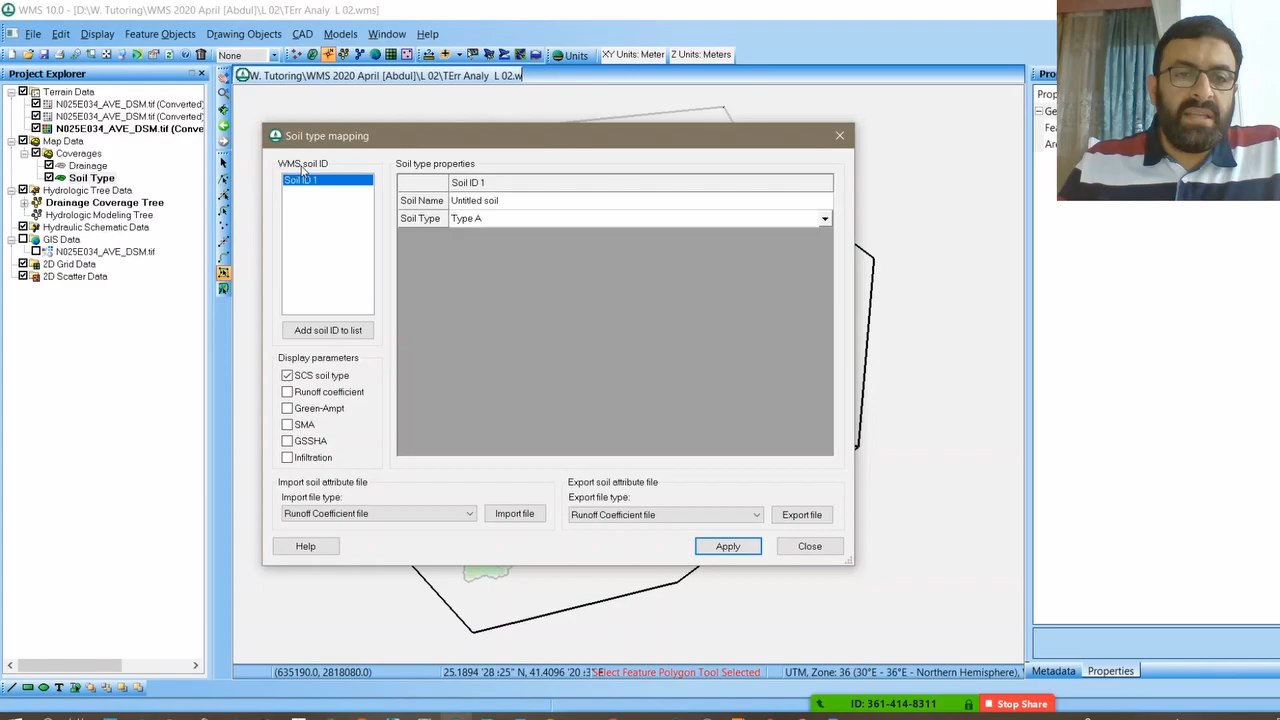 WMS 10.0 - [D:\W. Tutoring\WMS 2020 April [Abdul]\L 02\TErr Analy  L 02.wms]
File Edit Display Feature Objects Drawing Objects CAD Models Window Help
None
Units
XY Units: Meter
Z Units: Meters
Project Explorer
W. Tutoring\WMS 2020 April [Abdul]\L 02\TErr Analy  L 02.w
Terrain Data
N025E034_AVE_DSM.tif (Converted)
N025E034_AVE_DSM.tif (Converted)
N025E034_AVE_DSM.tif (Conve
Map Data
Coverages
Drainage
Soil Type
Hydrologic Tree Data
Drainage Coverage Tree
Hydrologic Modeling Tree
Hydraulic Schematic Data
GIS Data
N025E034_AVE_DSM.tif
2D Grid Data
2D Scatter Data
Soil type mapping
WMS soil ID
Soil ID 1
Add soil ID to list
Display parameters
SCS soil type
Runoff coefficient
Green-Ampt
SMA
GSSHA
Infiltration
Soil type properties
Soil ID 1
Soil Name Untitled soil
Soil Type Type A
Import soil attribute file
Import file type:
Runoff Coefficient file
Import file
Export soil attribute file
Export file type:
Runoff Coefficient file
Export file
Help
Apply
Close
Metadata
Properties
(635190.0, 2818080.0)
Select Feature Polygon Tool Selected
UTM, Zone: 36 (30°E - 36°E - Northern Hemisphere),
ID: 361-414-8311
Stop Share